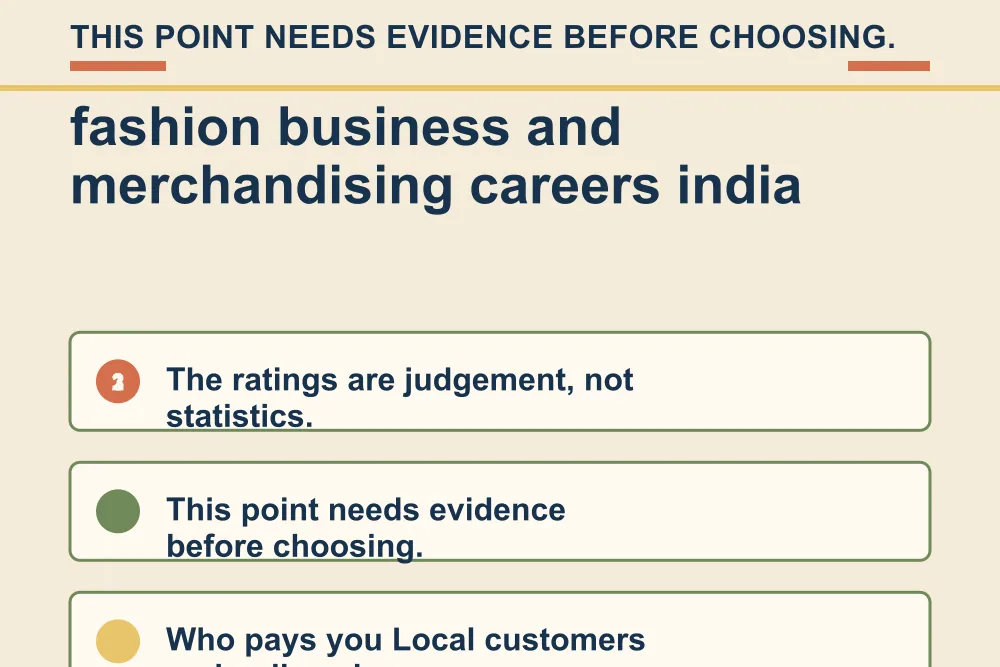 THIS POINT NEEDS EVIDENCE BEFORE CHOOSING.
fashion business and
merchandising careers india
The ratings are judgement, not
statistics.
This point needs evidence
before choosing.
Who pays you Local customers